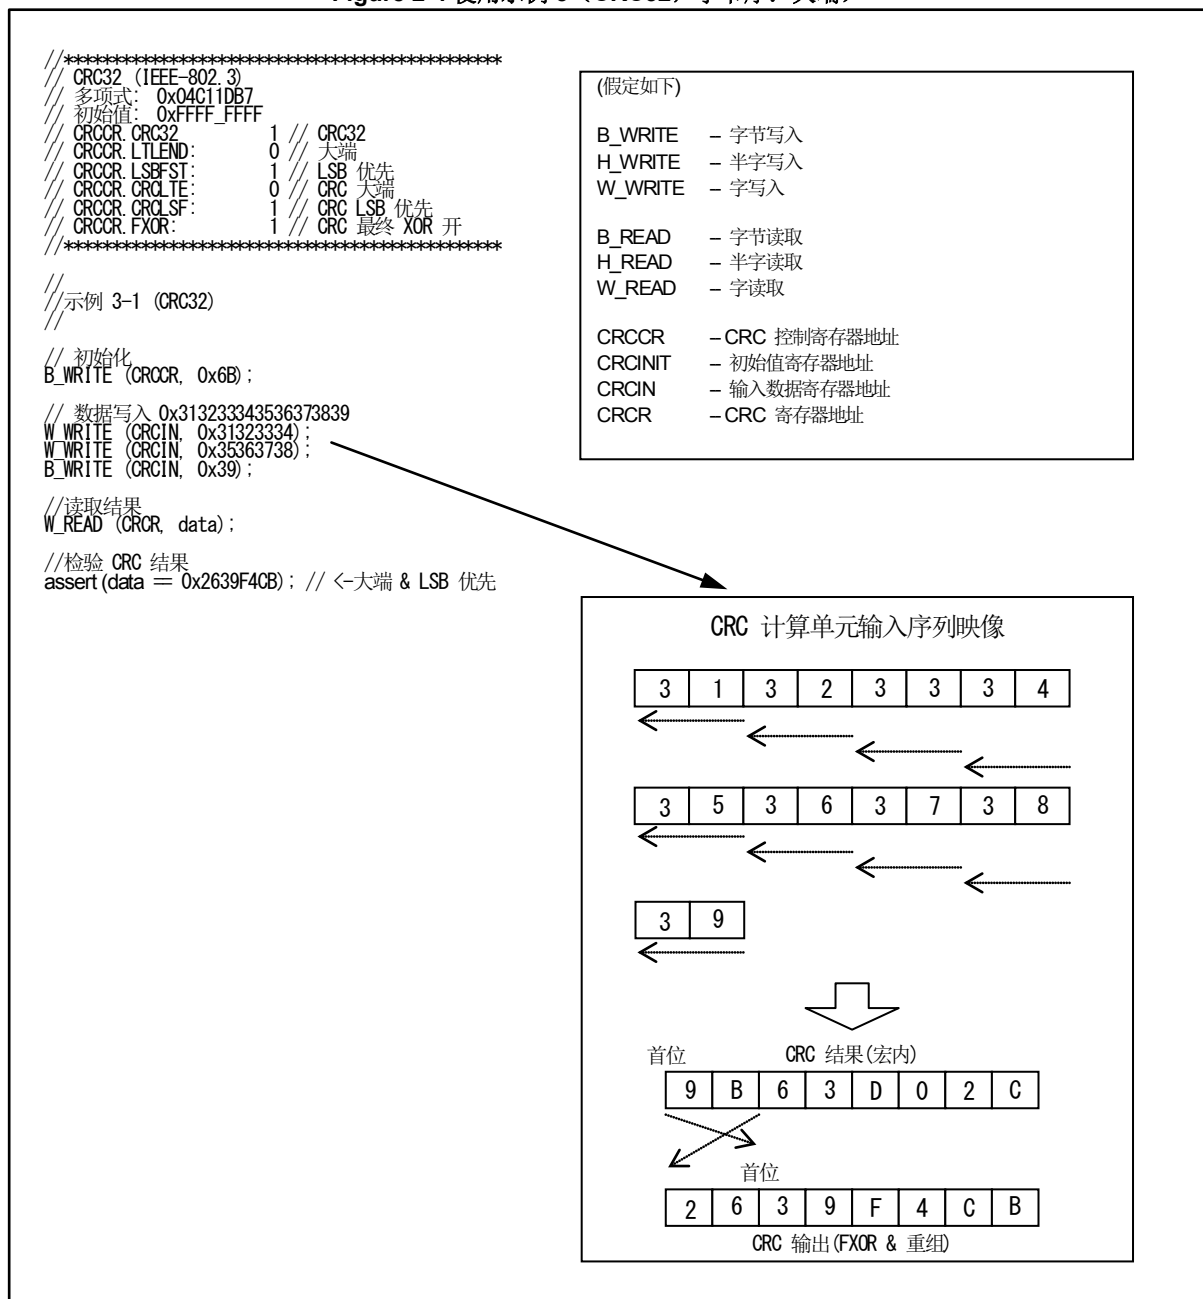 //*********************************************
// CRC32 (IEEE-802.3)
// 多项式: 0x04C11DB7
// 初始值: 0xFFFF_FFFF
// CRCCR.CRC32 1 // CRC32
// CRCCR.LTLEND: 0 // 大端
// CRCCR.LSBFST: 1 // LSB 优先
// CRCCR.CRCLTE: 0 // CRC 大端
// CRCCR.CRCLSF: 1 // CRC LSB 优先
// CRCCR.FXOR: 1 // CRC 最终 XOR 开
//*********************************************
//
//示例 3-1 (CRC32)
//
// 初始化
B_WRITE (CRCCR, 0x6B);
// 数据写入 0x313233343536373839
W_WRITE (CRCIN, 0x31323334);
W_WRITE (CRCIN, 0x35363738);
B_WRITE (CRCIN, 0x39);
//读取结果
W_READ (CRCR, data);
//检验 CRC 结果
assert(data == 0x2639F4CB); // <-大端 & LSB 优先
(假定如下)
B_WRITE – 字节写入
H_WRITE – 半字写入
W_WRITE – 字写入
B_READ – 字节读取
H_READ – 半字读取
W_READ – 字读取
CRCCR – CRC 控制寄存器地址
CRCINIT – 初始值寄存器地址
CRCIN – 输入数据寄存器地址
CRCR – CRC 寄存器地址
CRC 计算单元输入序列映像
3 1 3 2 3 3 3 4
3 5 3 6 3 7 3 8
3 9
首位 CRC 结果(宏内)
9 B 6 3 D 0 2 C
首位
2 6 3 9 F 4 C B
CRC 输出(FXOR & 重组)